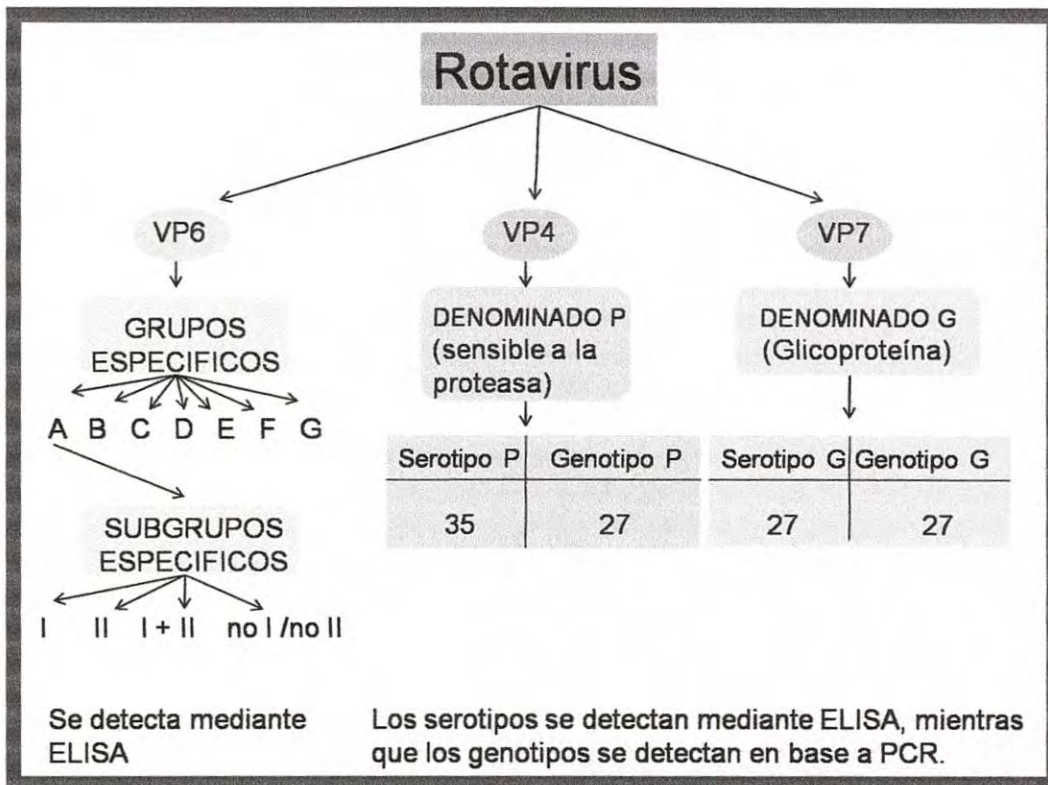 Rotavirus
VP6
GRUPOS
ESPECIFICOS
A B C D E F G
SUBGRUPOS
ESPECIFICOS
I II I + II no I /no II
Se detecta mediante
ELISA
VP4
DENOMINADO P
(sensible a la
proteasa)
Serotipo P Genotipo P
35 27
VP7
DENOMINADO G
(Glicoproteína)
Serotipo G Genotipo G
27 27
Los serotipos se detectan mediante ELISA, mientras
que los genotipos se detectan en base a PCR.